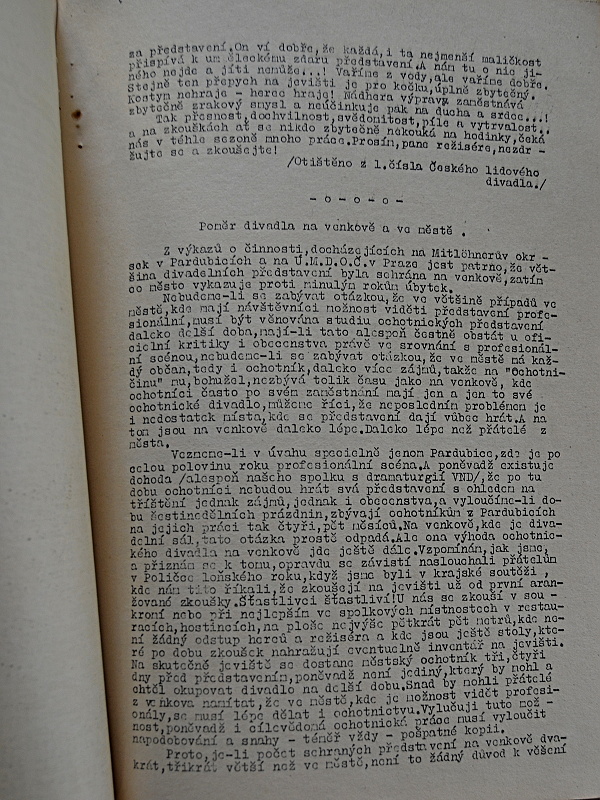 za představení.On ví dobře,že každá,i ta nejmenší maličkost
přispívá k uměleckému zdaru představení.A nám tu o nic ji-
ného nejde a jíti nemůže...! Vaříme z vody,ale vaříme dobře.
Stejně ten přepych na jevišti je pro kočku,úplně zbytečný.
Kostym nehraje - herec hraje! Nádhera výpravy zaměstnává
zbytečně zrakový smysl a neúčinkuje pak na ducha a srdce...!
Tak přesnost,dochvilnost,svědomitost,píle a vytrvalost..
a na zkouškách ať se nikdo zbytečně nekouká na hodinky,čeká
nás v téhle sezoně mnoho práce.Prosím,pane režisére,nezdr -
žujte se a zkoušejte!
/Otištěno z 1.čísla Českého lidového
divadla./
- o - o - o -
Poměr divadla na venkově a ve městě .
Z výkazů o činnosti,docházejících na Mitlöhnerův okr -
sek v Pardubicích a na Ú.M.D.O.Č.v Praze jest patrno,že vět-
šina divadelních představení byla sehrána na venkově,zatím
co město vykazuje proti minulým rokům úbytek.
Nebudeme-li se zabývat otázkou,že ve většině případů ve
městě,kde mají návštěvníci možnost viděti představení profe-
sionální,musí být věnována studiu ochotnických představení
daleko delší doba,mají-li tato alespoň čestně obstát u ofi-
cielní kritiky i obecenstva právě ve srovnání s profesionál-
ní scénou,nebudeme-li se zabývat otázkou,že ve městě má kaž-
dý občan,tedy i ochotník,daleko více zájmů,takže na "Ochotni-
činu" mu,bohužel,nezbývá tolik času jako na venkově, kde
ochotníci často po svém zaměstnání mají jen a jen to své
ochotnické divadlo,můžeme říci,že neposledním problémem je
i nedostatek místa,kde se představení dají vůbec hrát.A na
tom jsou na venkově daleko lépe.Daleko lépe než přátelé z
města.
Vezmeme-li v úvahu specielně jenom Pardubice,zde je po
celou polovinu roku profesionální scéna.A poněvadž existuje
dohoda /alespoň našeho spolku s dramaturgií VND/,že po tu
dobu ochotníci nebudou hrát svá představení s ohledem na
tříštění jednak zájmů,jednak i obecenstva,a vyloučíme-li do-
bu šestinedělních prázdnin,zbývají ochotníkům z Pardubicích
na jejich práci tak čtyři,pět měsíců.Na venkově,kde je diva-
delní sál,tato otázka prostě odpadá.Ale ona výhoda ochotnic-
kého divadla na venkově jde ještě dále.Vzpomínám,jak jsme,
a přiznám se k tomu,opravdu se závistí naslouchali přátelům
v Poličce loňského roku,když jsme byli v krajské soutěži ,
kde nám tito říkali,že zkoušejí na jevišti už od první aran-
žované zkoušky.Šťastlivci šťastliví!U nás se zkouší v sou -
kromí nebo při nejlepším ve spolkových místnostech v restau-
racích,hostincích,na ploše nejvýše pětkrát pět metrů,kde ne-
ní žádný odstup herců a režiséra a kde jsou ještě stoly,kte-
ré po dobu zkoušek nahražují eventuelně inventář na jevišti.
Na skutečné jeviště se dostane městský ochotník tři,čtyři
dny před představením,poněvadž není jediný,který by mohl a
chtěl okupovat divadlo na delší dobu.Snad by mohli přátelé
z venkova namítat,že ve městě,kde je možnost vidět profesi-
onály,se musí lépe dělat i ochotnictvu.Vylučuji tuto mož -
nost,poněvadž i cílevědomá ochotnická práce musí vyloučit
napodobování a snahy - téměř vždy - pošpatné kopii.
Proto,je-li počet sehraných představení na venkově dva-
krát,třikrát větší než ve městě,není to žádný důvod k věšení